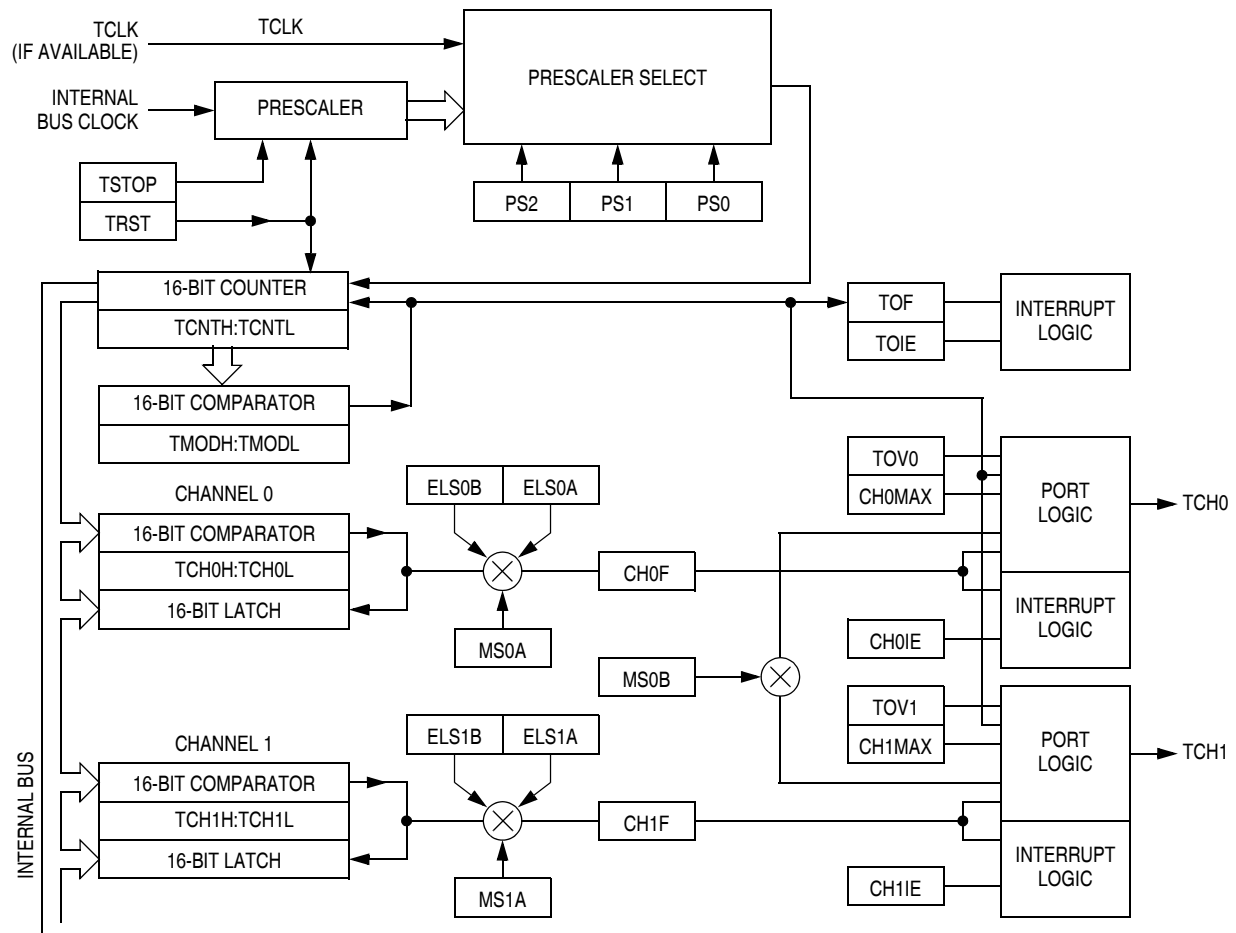 TCLK
(IF AVAILABLE)
TCLK
PRESCALER SELECT
INTERNAL
BUS CLOCK
PRESCALER
TSTOP
TRST
PS2
PS1
PS0
16-BIT COUNTER
TCNTH:TCNTL
TOF
TOIE
INTERRUPT
LOGIC
16-BIT COMPARATOR
TMODH:TMODL
CHANNEL 0
ELS0B
ELS0A
TOV0
CH0MAX
PORT
LOGIC
TCH0
16-BIT COMPARATOR
TCH0H:TCH0L
16-BIT LATCH
CH0F
MS0A
INTERRUPT
LOGIC
CH0IE
MS0B
CHANNEL 1
ELS1B
ELS1A
TOV1
CH1MAX
PORT
LOGIC
TCH1
16-BIT COMPARATOR
TCH1H:TCH1L
16-BIT LATCH
CH1F
MS1A
INTERRUPT
LOGIC
CH1IE
INTERNAL BUS